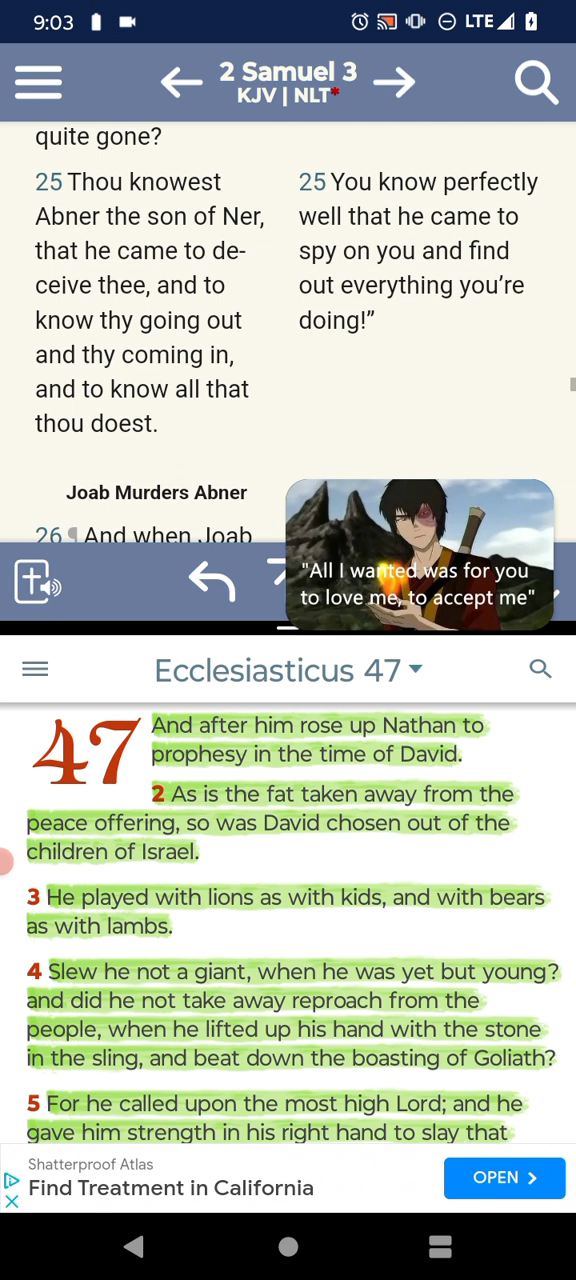 9:03
LTE
2 Samuel 3
KJV | NLT*
quite gone?
25 Thou knowest
Abner the son of Ner,
that he came to de-
ceive thee, and to
know thy going out
and thy coming in,
and to know all that
thou doest.
25 You know perfectly
well that he came to
spy on you and find
out everything you’re
doing!”
Joab Murders Abner
26 ¶ And when Joab
"All I wanted was for you
to love me, to accept me"
Ecclesiasticus 47
47 And after him rose up Nathan to
prophesy in the time of David.
2 As is the fat taken away from the
peace offering, so was David chosen out of the
children of Israel.
3 He played with lions as with kids, and with bears
as with lambs.
4 Slew he not a giant, when he was yet but young?
and did he not take away reproach from the
people, when he lifted up his hand with the stone
in the sling, and beat down the boasting of Goliath?
5 For he called upon the most high Lord; and he
gave him strength in his right hand to slay that
Shatterproof Atlas
Find Treatment in California
OPEN